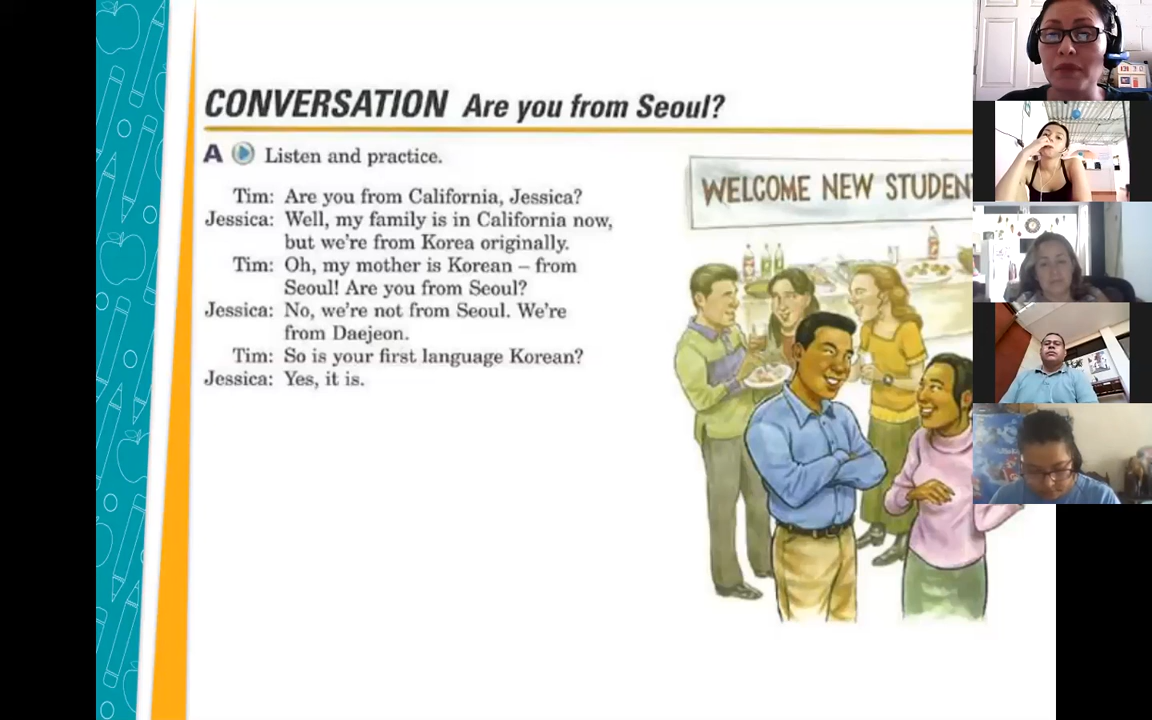 CONVERSATION Are you from Seoul?
A Listen and practice.
Tim: Are you from California, Jessica?
Jessica: Well, my family is in California now,
but we're from Korea originally.
Tim: Oh, my mother is Korean – from
Seoul! Are you from Seoul?
Jessica: No, we're not from Seoul. We're
from Daejeon.
Tim: So is your first language Korean?
Jessica: Yes, it is.
WELCOME NEW STUDEN